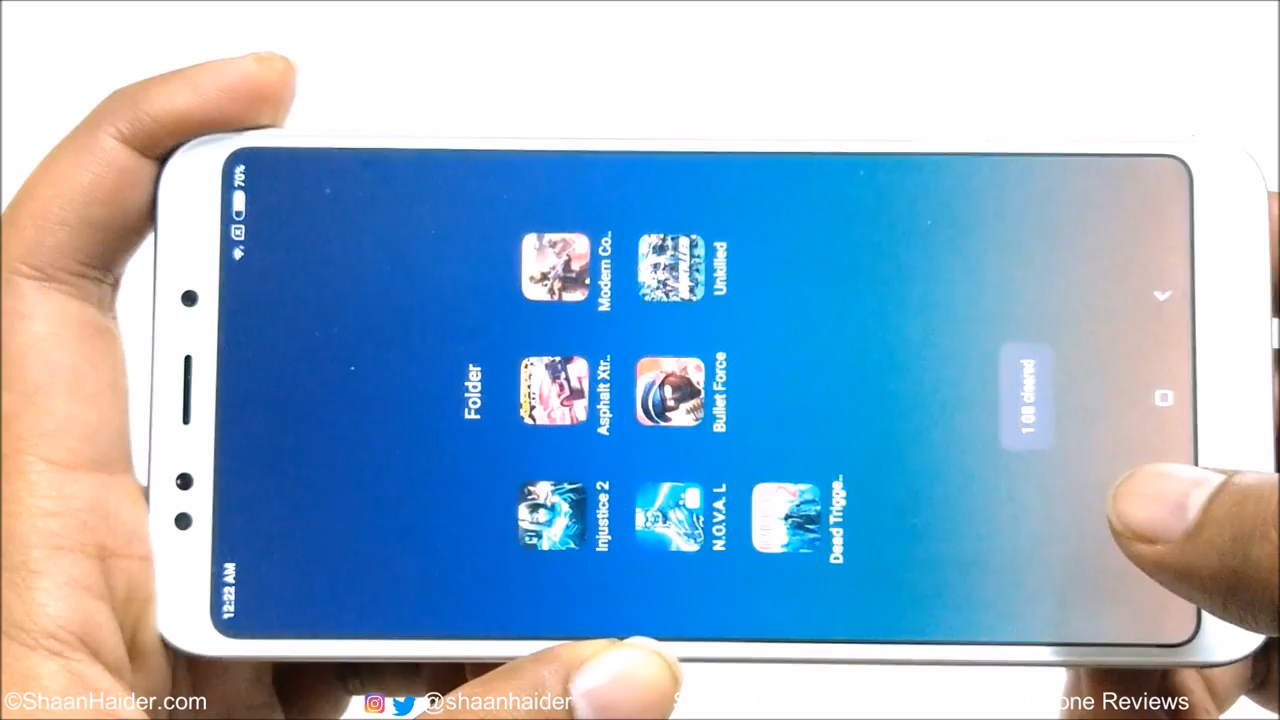 12:22 AM
70%
Folder
Injustice 2
Asphalt Xtr..
Modern Co..
N.O.V.A. L
Bullet Force
Unkilled
Dead Trigge..
1 GB cleared
©ShaanHaider.com
@shaanhaider
one Reviews